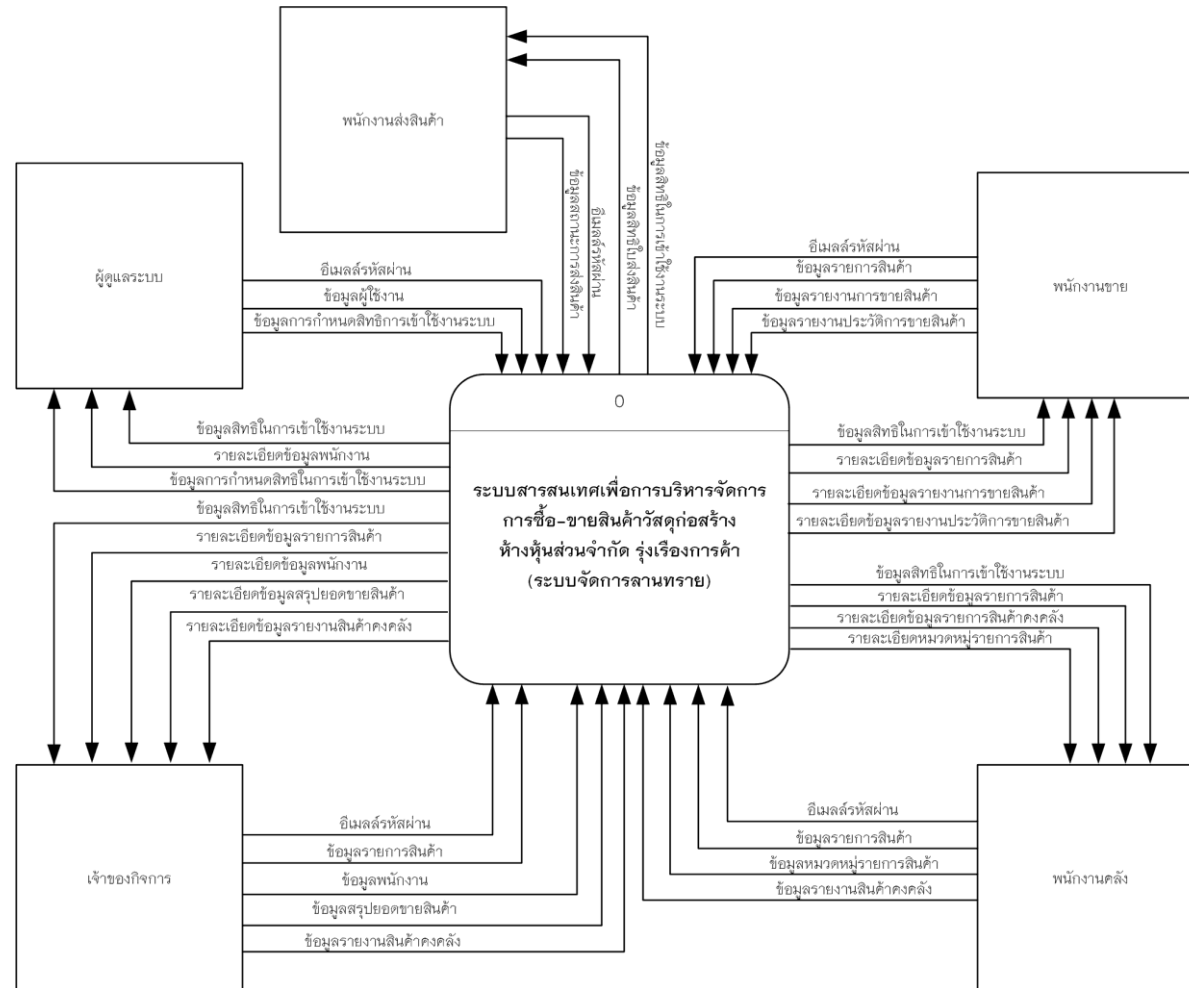 พนักงานส่งสินค้า
ข้อมูลสถานะการส่งสินค้า
อีเมลล์รหัสผ่าน
ข้อมูลสิทธิใบส่งสินค้า
ข้อมูลสิทธิในการเข้าใช้งานระบบ
ผู้ดูแลระบบ
อีเมลล์รหัสผ่าน
ข้อมูลผู้ใช้งาน
ข้อมูลการกำหนดสิทธิการเข้าใช้งานระบบ
อีเมลล์รหัสผ่าน
ข้อมูลรายการสินค้า
ข้อมูลรายงานการขายสินค้า
ข้อมูลรายงานประวัติการขายสินค้า
พนักงานขาย
0
ระบบสารสนเทศเพื่อการบริหารจัดการ
การซื้อ-ขายสินค้าวัสดุก่อสร้าง
ห้างหุ้นส่วนจำกัด รุ่งเรืองการค้า
(ระบบจัดการลานทราย)
ข้อมูลสิทธิในการเข้าใช้งานระบบ
รายละเอียดข้อมูลพนักงาน
ข้อมูลการกำหนดสิทธิในการเข้าใช้งานระบบ
ข้อมูลสิทธิในการเข้าใช้งานระบบ
รายละเอียดข้อมูลรายการสินค้า
รายละเอียดข้อมูลพนักงาน
รายละเอียดข้อมูลสรุปยอดขายสินค้า
รายละเอียดข้อมูลรายงานสินค้าคงคลัง
ข้อมูลสิทธิในการเข้าใช้งานระบบ
รายละเอียดข้อมูลรายการสินค้า
รายละเอียดข้อมูลรายงานการขายสินค้า
รายละเอียดข้อมูลรายงานประวัติการขายสินค้า
ข้อมูลสิทธิในการเข้าใช้งานระบบ
รายละเอียดข้อมูลรายการสินค้า
รายละเอียดข้อมูลรายการสินค้าคงคลัง
รายละเอียดหมวดหมู่รายการสินค้า
เจ้าของกิจการ
อีเมลล์รหัสผ่าน
ข้อมูลรายการสินค้า
ข้อมูลพนักงาน
ข้อมูลสรุปยอดขายสินค้า
ข้อมูลรายงานสินค้าคงคลัง
อีเมลล์รหัสผ่าน
ข้อมูลรายการสินค้า
ข้อมูลหมวดหมู่รายการสินค้า
ข้อมูลรายงานสินค้าคงคลัง
พนักงานคลัง